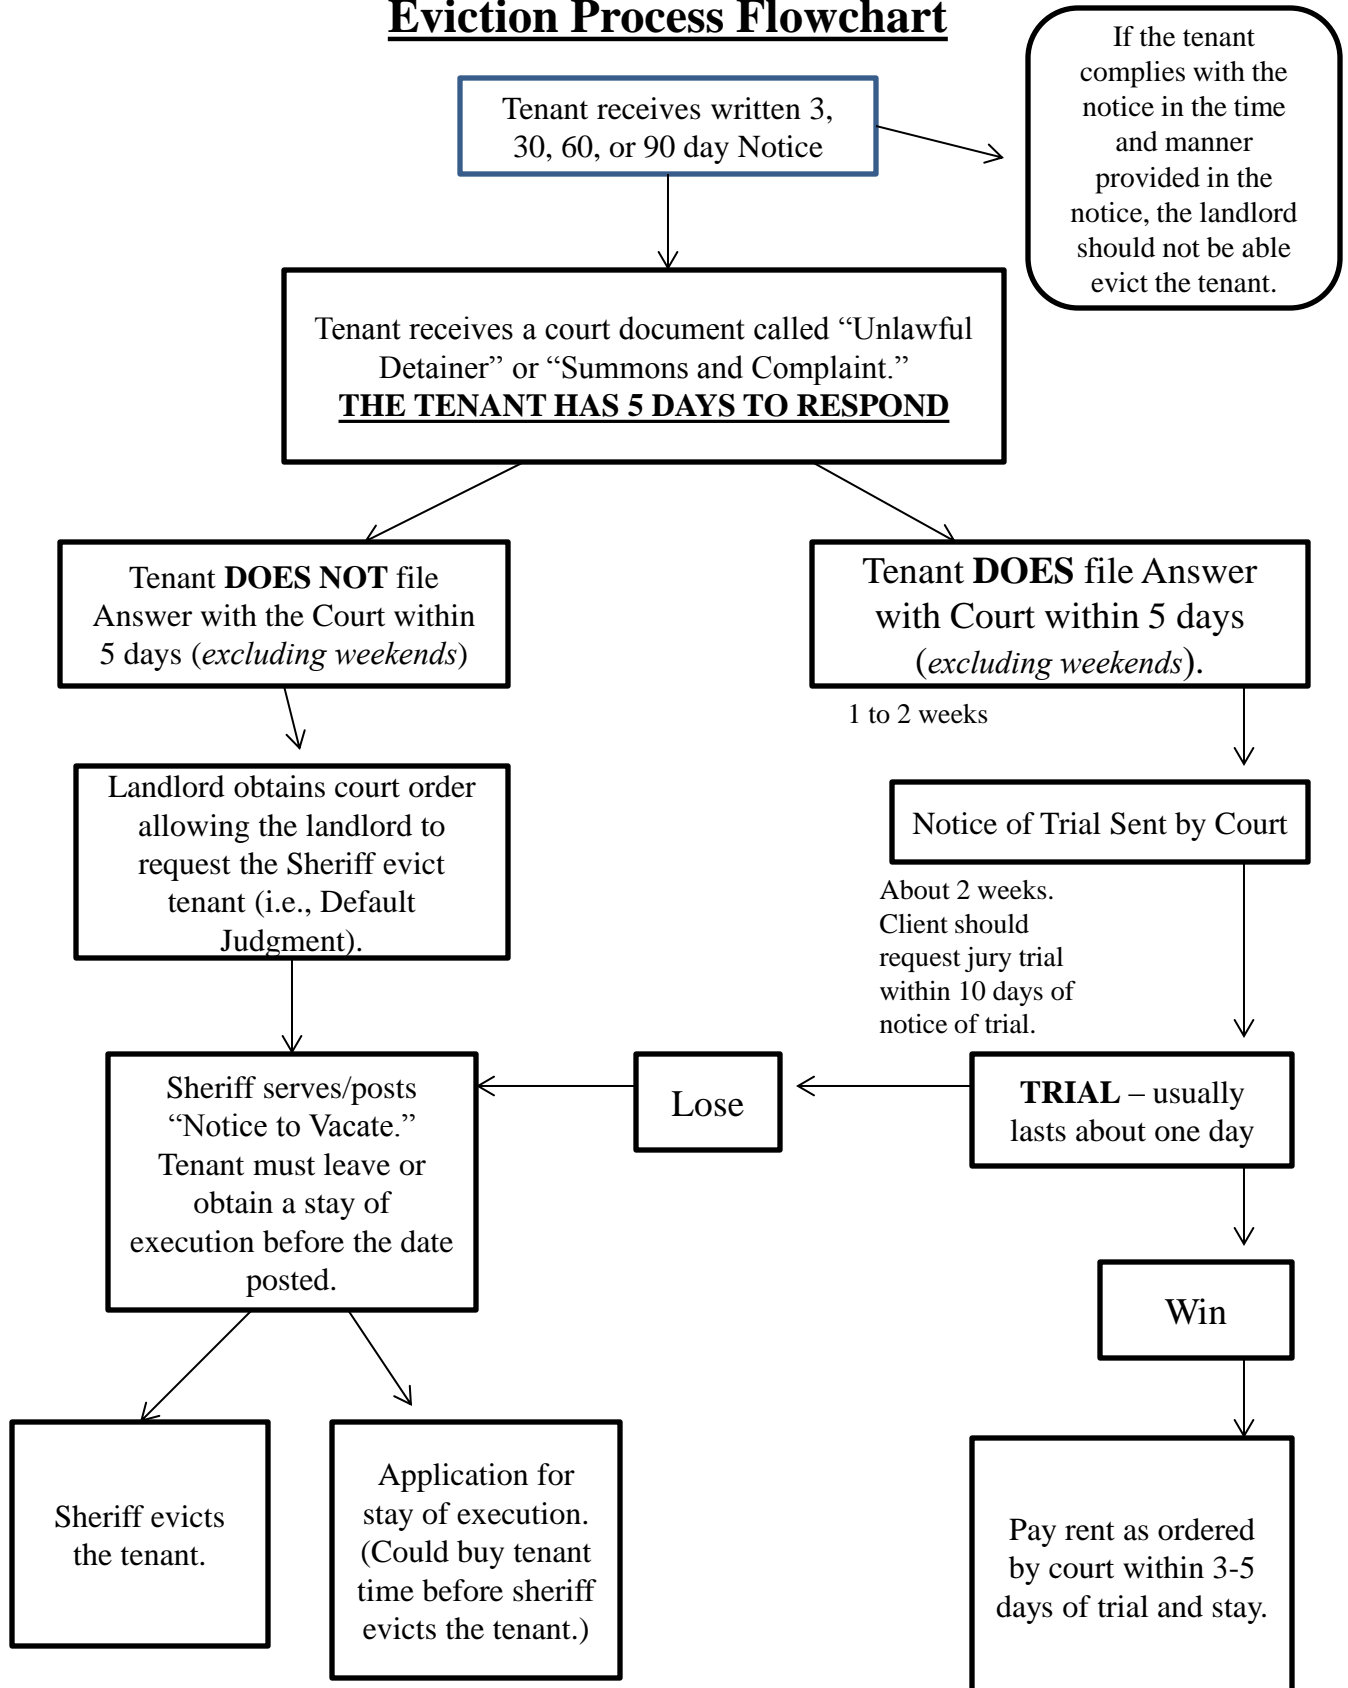 Eviction Process Flowchart
If the tenant
complies with the
notice in the time
and manner
provided in the
notice, the landlord
should not be able
evict the tenant.
Tenant receives written 3,
30, 60, or 90 day Notice
Tenant receives a court document called “Unlawful
Detainer” or “Summons and Complaint.”
THE TENANT HAS 5 DAYS TO RESPOND
Tenant DOES NOT file
Answer with the Court within
5 days (excluding weekends)
Tenant DOES file Answer
with Court within 5 days
(excluding weekends).
1 to 2 weeks
Landlord obtains court order
allowing the landlord to
request the Sheriff evict
tenant (i.e., Default
Judgment).
Notice of Trial Sent by Court
About 2 weeks.
Client should
request jury trial
within 10 days of
notice of trial.
Sheriff serves/posts
“Notice to Vacate.”
Tenant must leave or
obtain a stay of
execution before the date
posted.
Lose
TRIAL – usually
lasts about one day
Win
Sheriff evicts
the tenant.
Application for
stay of execution.
(Could buy tenant
time before sheriff
evicts the tenant.)
Pay rent as ordered
by court within 3-5
days of trial and stay.